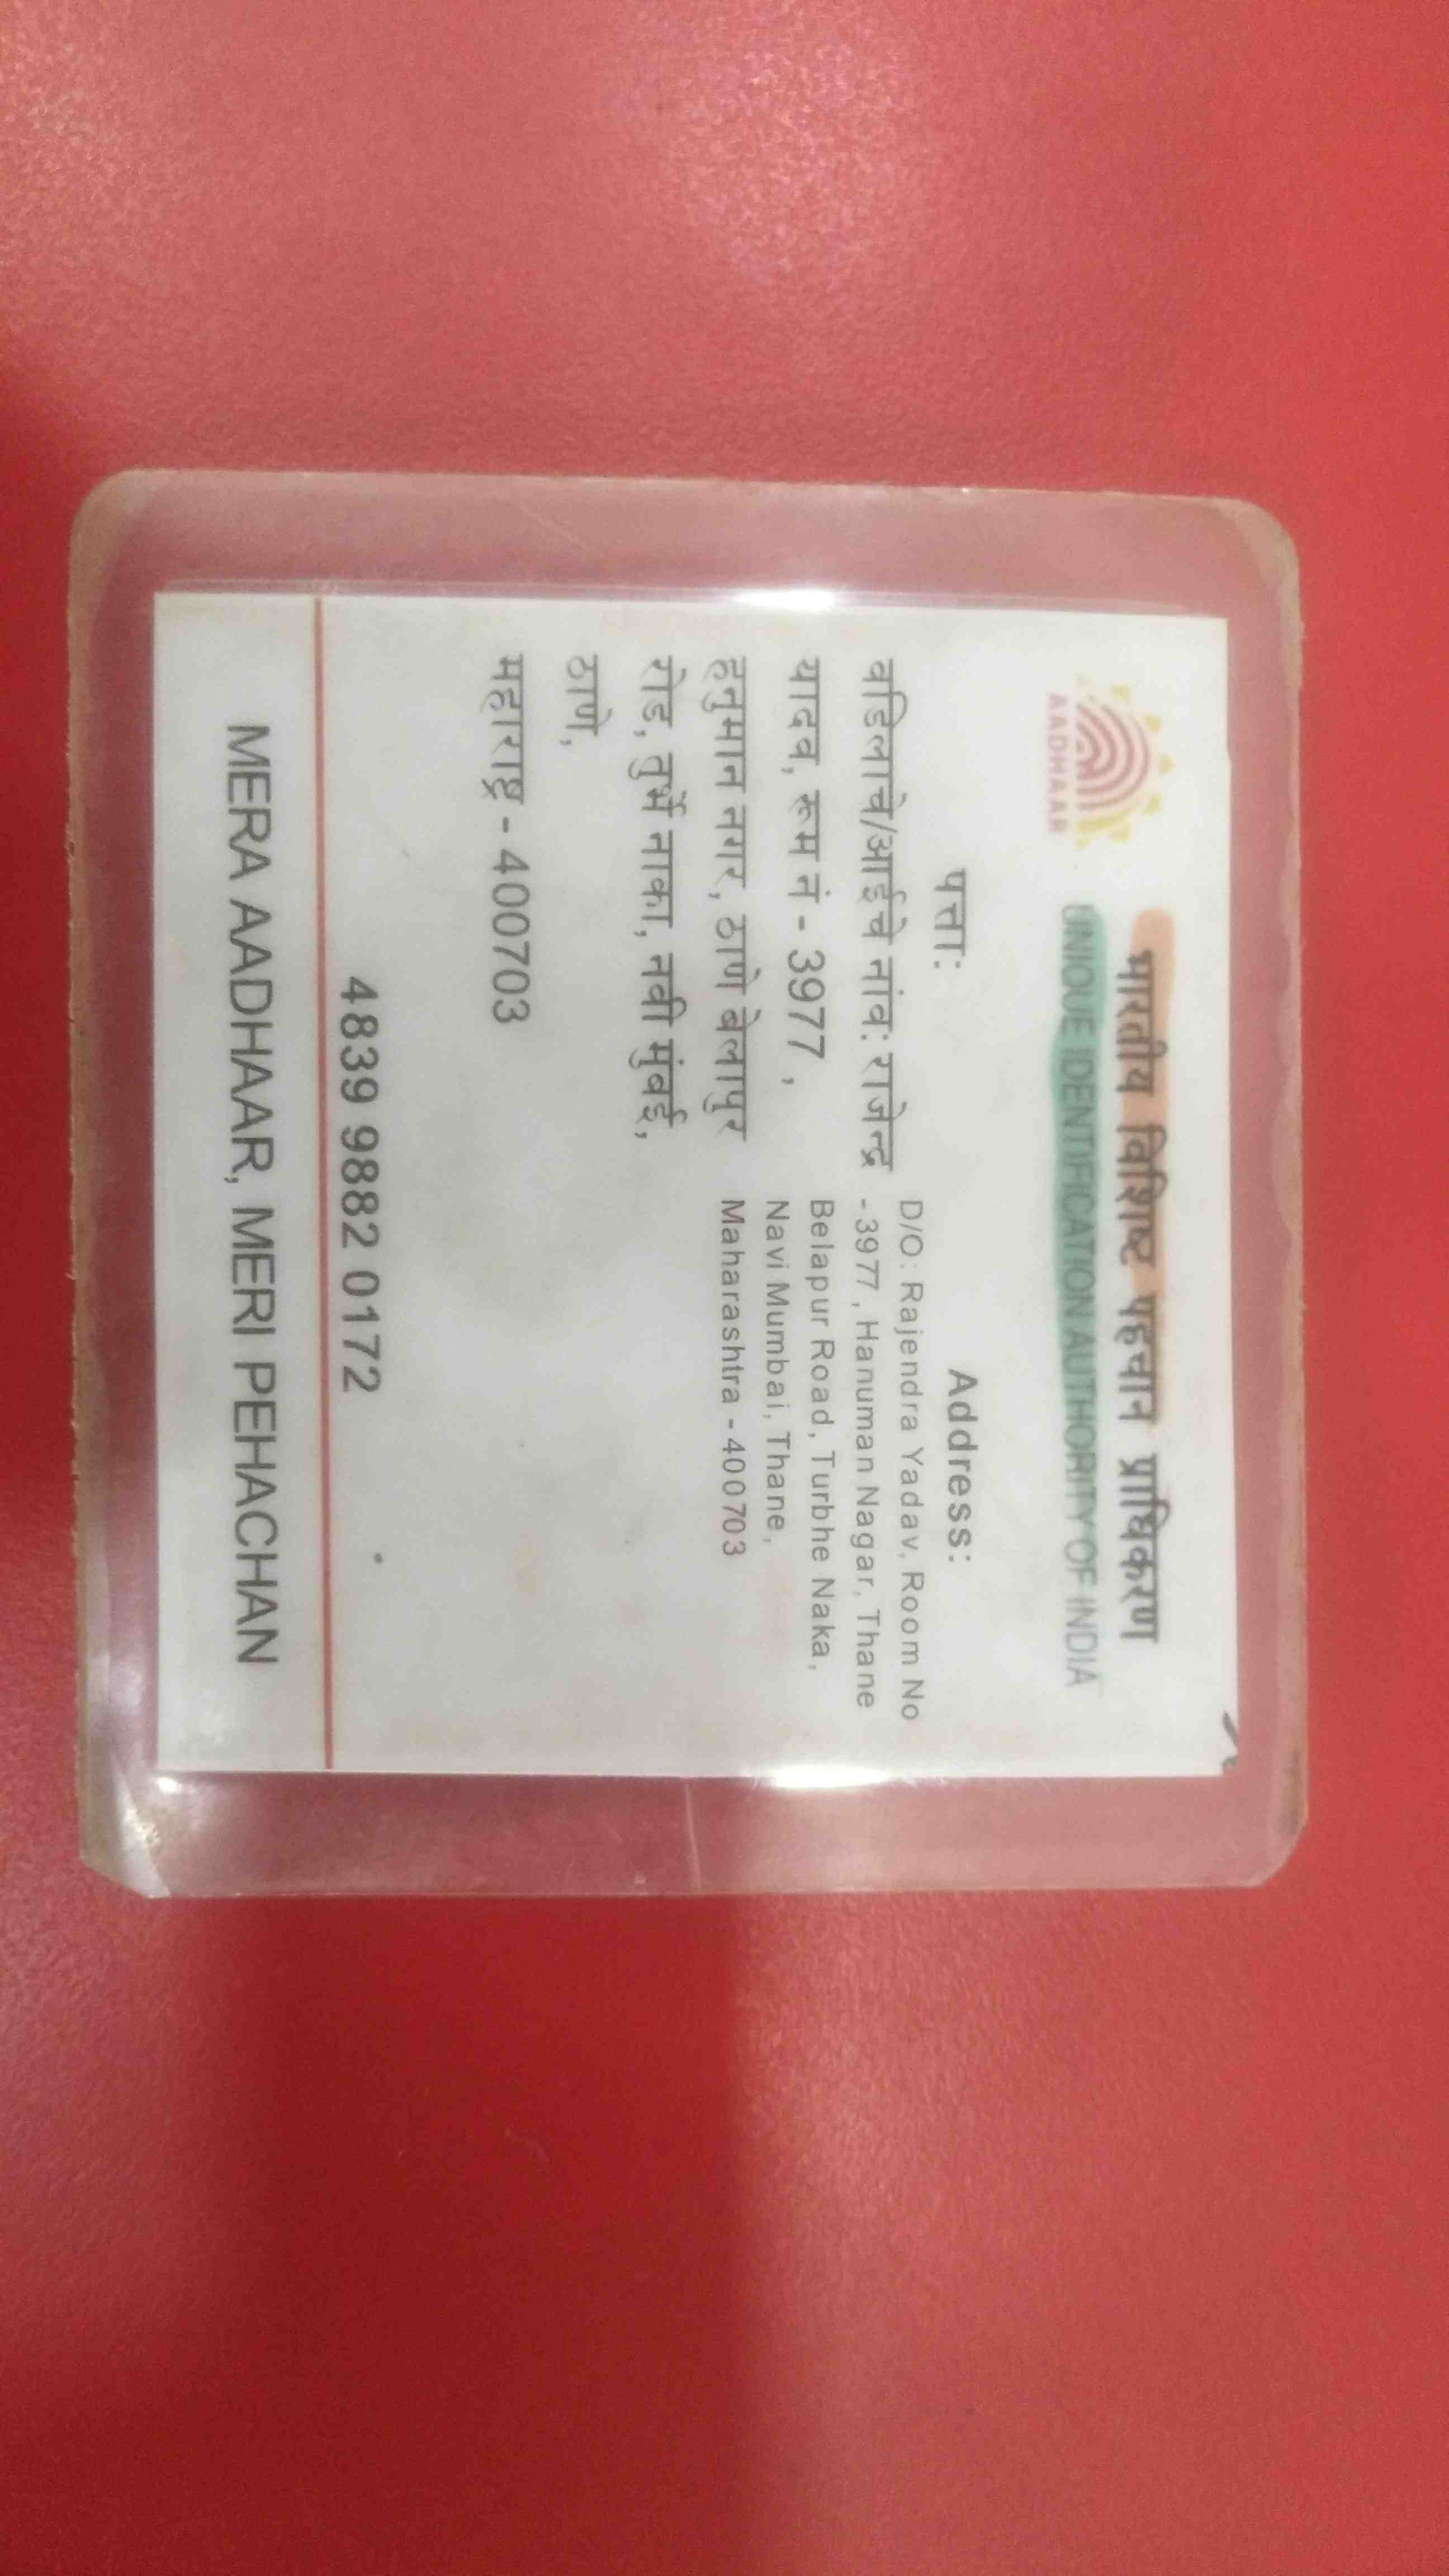 भारतीय विशिष्ट पहचान प्राधिकरण
UNIQUE IDENTIFICATION AUTHORITY OF INDIA
AADHAAR
पत्ता:
वडिलाचे/आईचे नांव: राजेन्द्र
यादव, रूम नं - 3977 ,
हनुमान नगर, ठाणे बेलापुर
रोड, तुर्भे नाका, नवी मुंबई,
ठाणे,
महाराष्ट्र - 400703
Address:
D/O: Rajendra Yadav, Room No
- 3977 , Hanuman Nagar, Thane
Belapur Road, Turbhe Naka,
Navi Mumbai, Thane,
Maharashtra - 400703
4839 9882 0172
MERA AADHAAR, MERI PEHACHAN